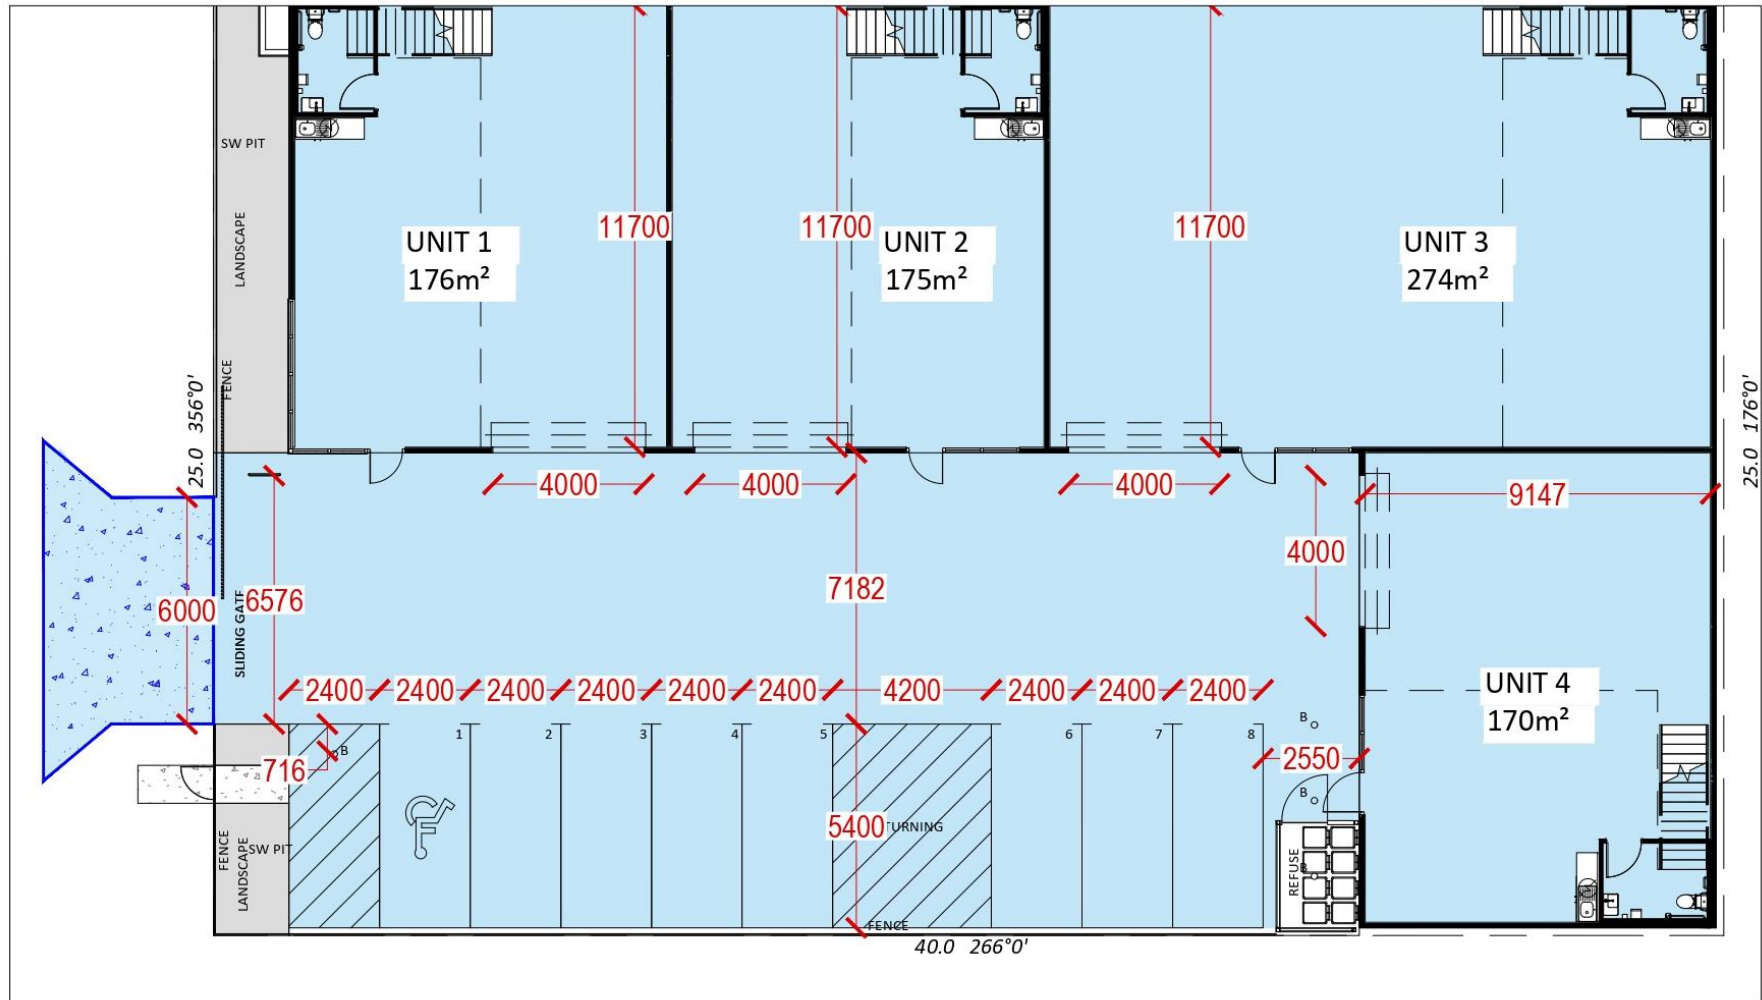 SW PIT
LANDSCAPE
FENCE
25.0 356°0'
UNIT 1
176m²
11700
11700
UNIT 2
175m²
11700
UNIT 3
274m²
25.0 176°0'
4000
4000
4000
4000
9147
6000
SLIDING GATE
6576
7182
2400
2400
2400
2400
2400
2400
4200
2400
2400
2400
UNIT 4
170m²
B
716
1
2
3
4
5
6
7
8
B
2550
B
5400
TURNING
FENCE
LANDSCAPE
SW PIT
REFUSE
B
FENCE
40.0 266°0'